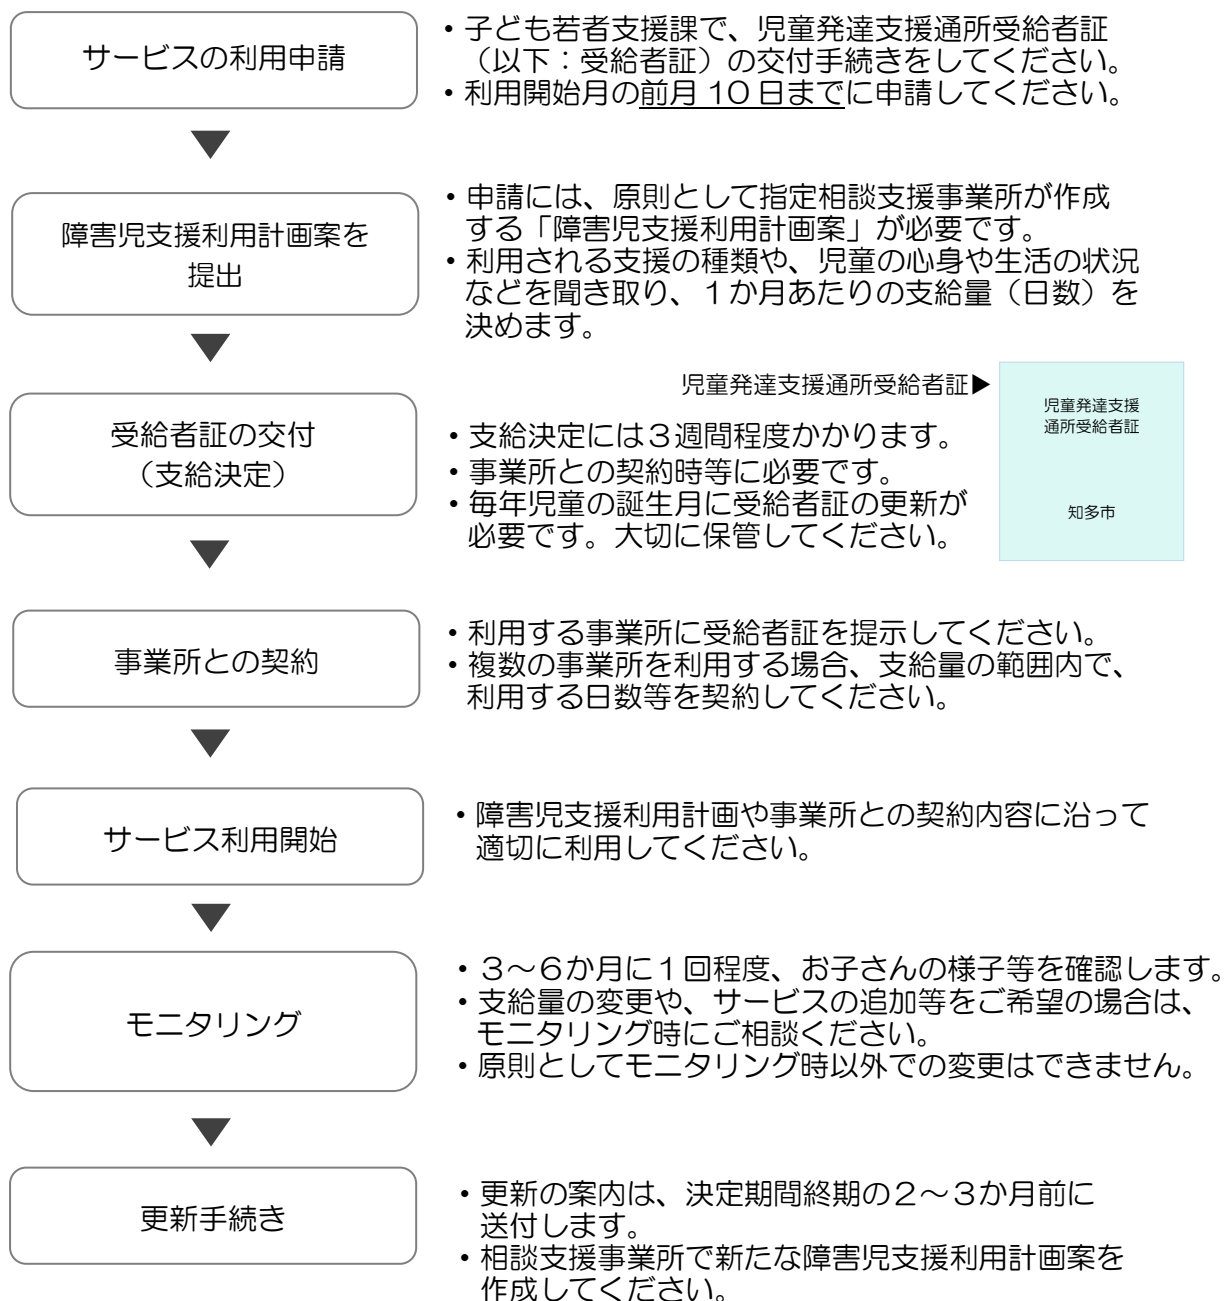 サービスの利用申請
・子ども若者支援課で、児童発達支援通所受給者証
（以下：受給者証）の交付手続きをしてください。
・利用開始月の前月 10 日までに申請してください。
▼
障害児支援利用計画案を
提出
・申請には、原則として指定相談支援事業所が作成
する「障害児支援利用計画案」が必要です。
・利用される支援の種類や、児童の心身や生活の状況
などを聞き取り、１か月あたりの支給量（日数）を
決めます。
▼
児童発達支援通所受給者証▶
児童発達支援
通所受給者証
知多市
受給者証の交付
（支給決定）
・支給決定には３週間程度かかります。
・事業所との契約時等に必要です。
・毎年児童の誕生月に受給者証の更新が
必要です。大切に保管してください。
▼
事業所との契約
・利用する事業所に受給者証を提示してください。
・複数の事業所を利用する場合、支給量の範囲内で、
利用する日数等を契約してください。
▼
サービス利用開始
・障害児支援利用計画や事業所との契約内容に沿って
適切に利用してください。
▼
モニタリング
・３～６か月に１回程度、お子さんの様子等を確認します。
・支給量の変更や、サービスの追加等をご希望の場合は、
モニタリング時にご相談ください。
・原則としてモニタリング時以外での変更はできません。
▼
更新手続き
・更新の案内は、決定期間終期の２～３か月前に
送付します。
・相談支援事業所で新たな障害児支援利用計画案を
作成してください。